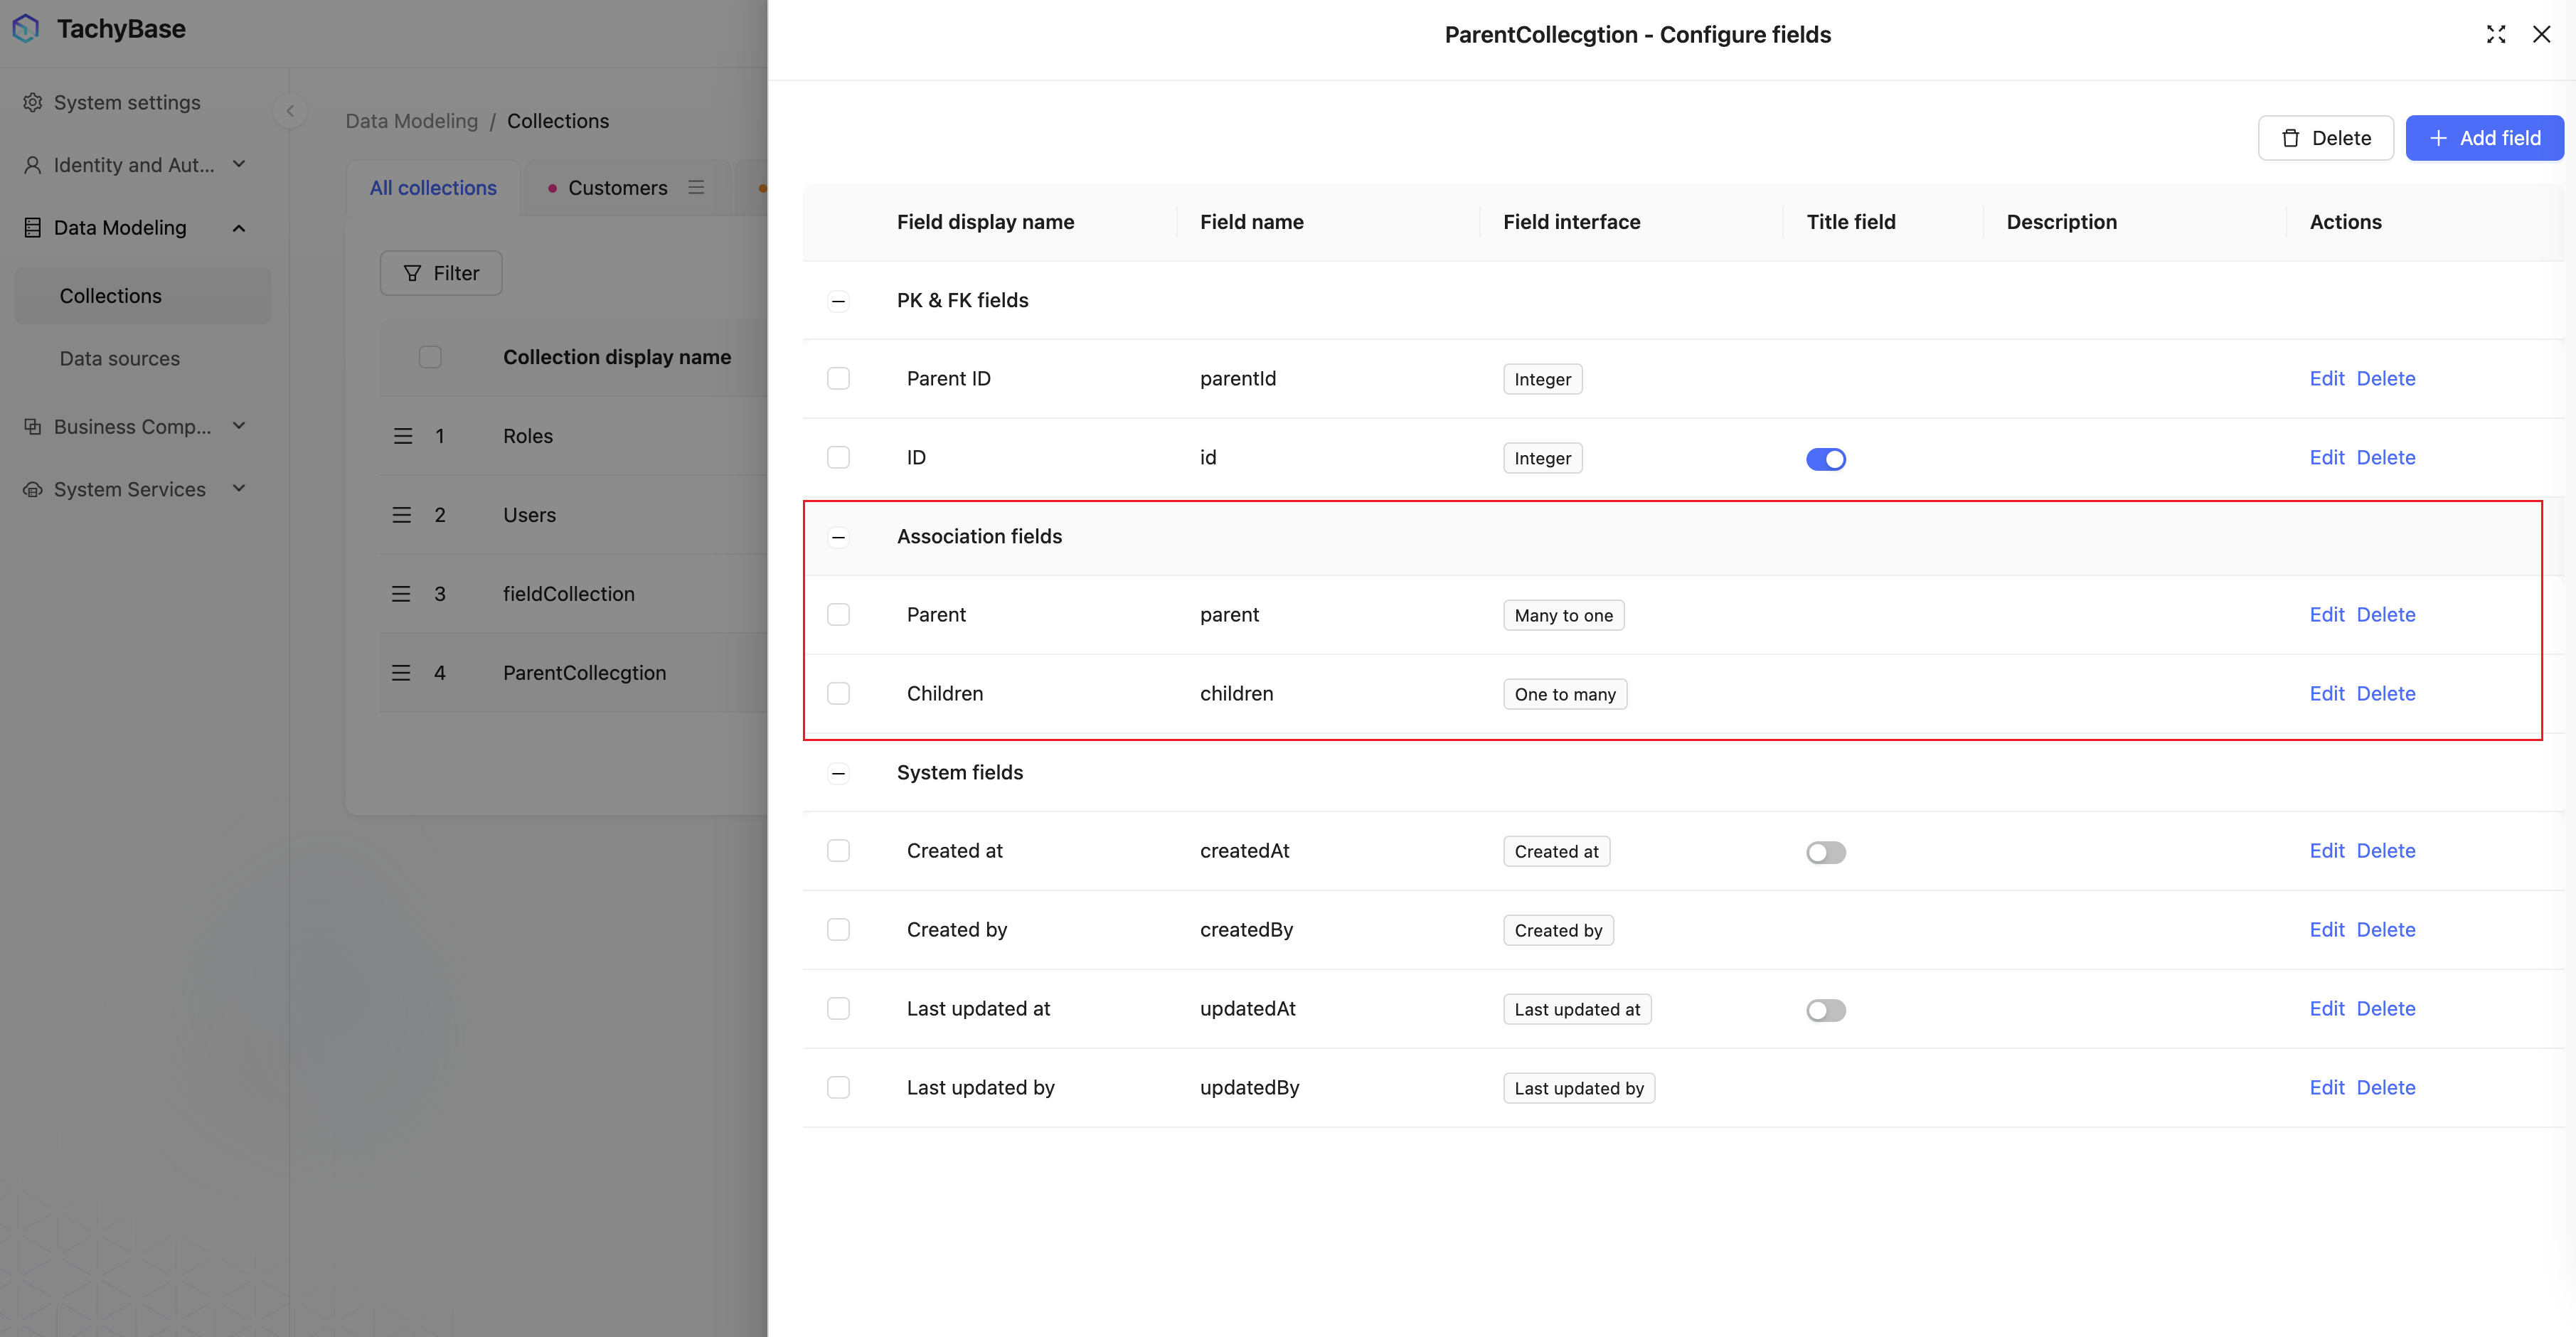 TachyBase
System settings
Identity and Aut...
Data Modeling
Collections
Data sources
Business Comp...
System Services
Data Modeling / Collections
All collections
Customers
Filter
Collection display name
1 Roles
2 Users
3 fieldCollection
4 ParentCollecgtion
ParentCollecgtion - Configure fields
Delete
Add field
Field display name Field name Field interface Title field Description Actions
PK & FK fields
Parent ID parentId Integer Edit Delete
ID id Integer Edit Delete
Association fields
Parent parent Many to one Edit Delete
Children children One to many Edit Delete
System fields
Created at createdAt Created at Edit Delete
Created by createdBy Created by Edit Delete
Last updated at updatedAt Last updated at Edit Delete
Last updated by updatedBy Last updated by Edit Delete